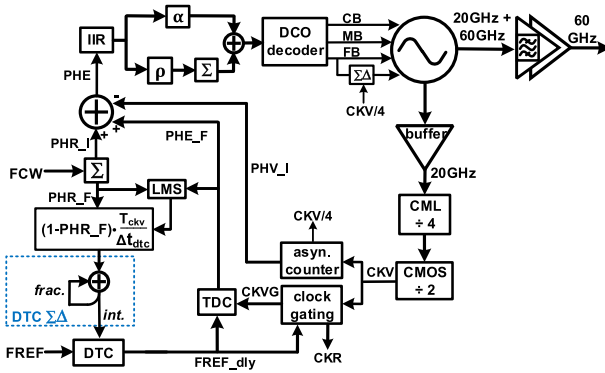 α
CB
MB
FB
20GHz +
60GHz
60
GHz
IIR
DCO
decoder
ρ
Σ
ΣΔ
PHE
CKV/4
-
+
+
PHR_I
PHE_F
PHV_I
buffer
20GHz
FCW
Σ
PHR_F
LMS
CML
÷ 4
(1-PHR_F)·Tckv/Δtdtc
CKV/4
asyn.
counter
CKV
CMOS
÷ 2
frac.
int.
DTC ΣΔ
TDC
CKVG
clock
gating
FREF
DTC
FREF_dly
CKR